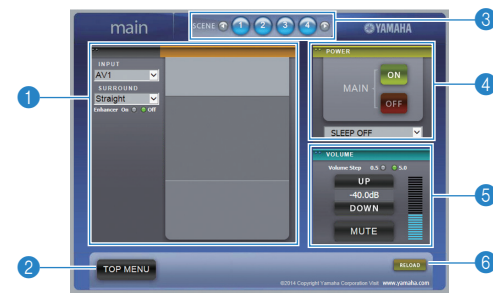 main
SCENE 1 2 3 4
YAMAHA
3
1
INPUT
AV1
SURROUND
Straight
Enhancer On Off
POWER
MAIN
ON
OFF
SLEEP OFF
4
VOLUME
Volume Step 0.5 5.0
UP
-40.0dB
DOWN
MUTE
5
2
TOP MENU
RELOAD
6
©2014 Copyright Yamaha Corporation Visit www.yamaha.com